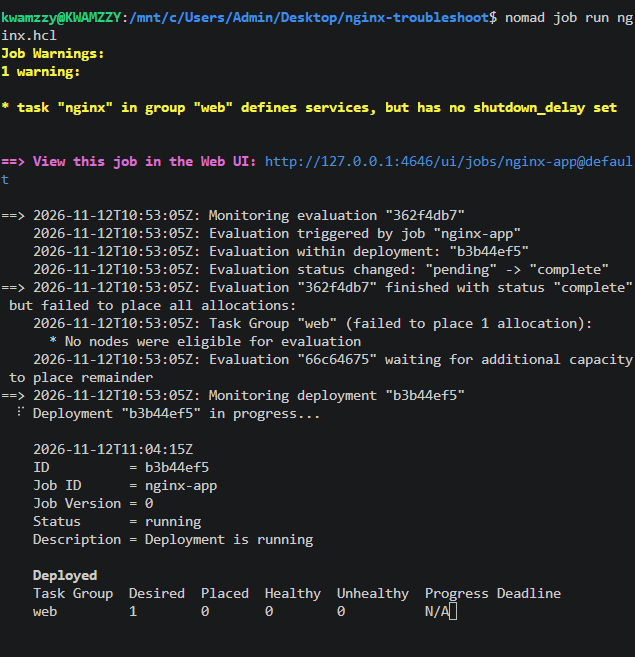 kwamzzy@KWAMZZY:/mnt/c/Users/Admin/Desktop/nginx-troubleshoot$ nomad job run ng
inx.hcl
Job Warnings:
1 warning:
* task "nginx" in group "web" defines services, but has no shutdown_delay set
==> View this job in the Web UI: http://127.0.0.1:4646/ui/jobs/nginx-app@defaul
t
==> 2026-11-12T10:53:05Z: Monitoring evaluation "362f4db7"
    2026-11-12T10:53:05Z: Evaluation triggered by job "nginx-app"
    2026-11-12T10:53:05Z: Evaluation within deployment: "b3b44ef5"
    2026-11-12T10:53:05Z: Evaluation status changed: "pending" -> "complete"
==> 2026-11-12T10:53:05Z: Evaluation "362f4db7" finished with status "complete"
 but failed to place all allocations:
    2026-11-12T10:53:05Z: Task Group "web" (failed to place 1 allocation):
      * No nodes were eligible for evaluation
    2026-11-12T10:53:05Z: Evaluation "66c64675" waiting for additional capacity
 to place remainder
==> 2026-11-12T10:53:05Z: Monitoring deployment "b3b44ef5"
    Deployment "b3b44ef5" in progress...
    2026-11-12T11:04:15Z
    ID          = b3b44ef5
    Job ID      = nginx-app
    Job Version = 0
    Status      = running
    Description = Deployment is running
    Deployed
    Task Group  Desired  Placed  Healthy  Unhealthy  Progress Deadline
    web         1        0       0        0          N/A